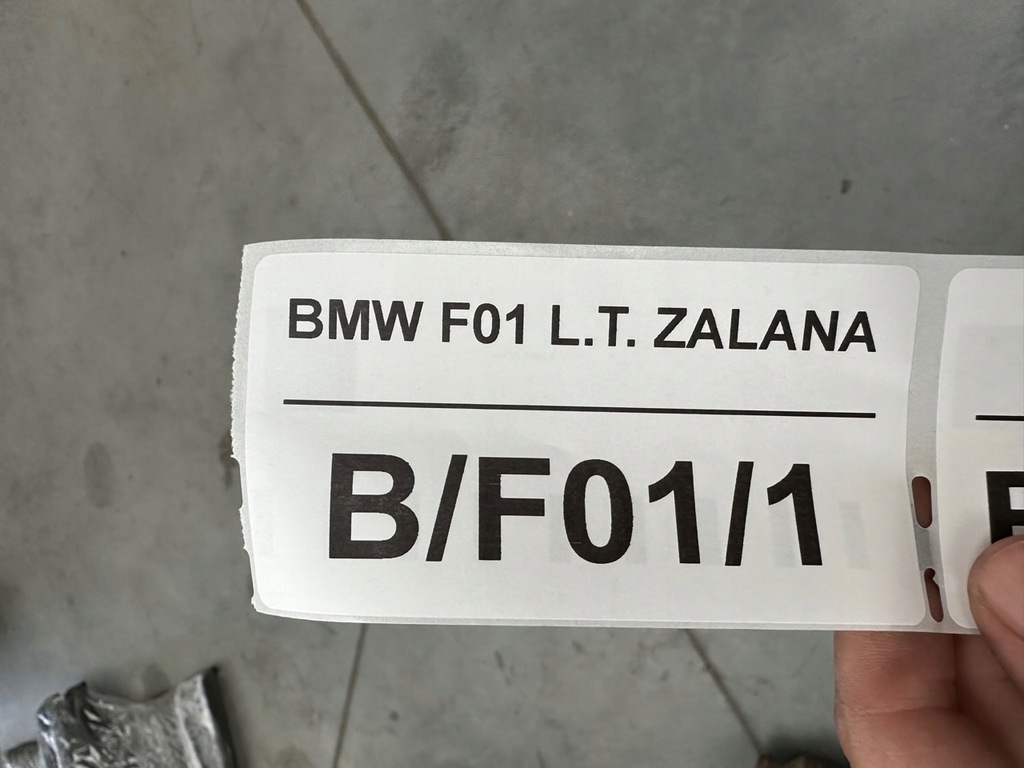 BMW F01 L.T. ZALANA
B/F01/1